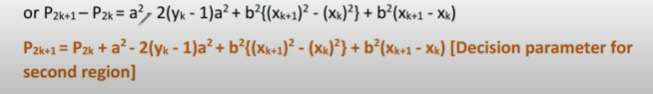 or P₂ₖ₊₁ – P₂ₖ = a² - 2(yₖ - 1)a² + b²{(xₖ₊₁)² - (xₖ)²} + b²(xₖ₊₁ - xₖ)
P₂ₖ₊₁ = P₂ₖ + a² - 2(yₖ - 1)a² + b²{(xₖ₊₁)² - (xₖ)²} + b²(xₖ₊₁ - xₖ) [Decision parameter for
second region]